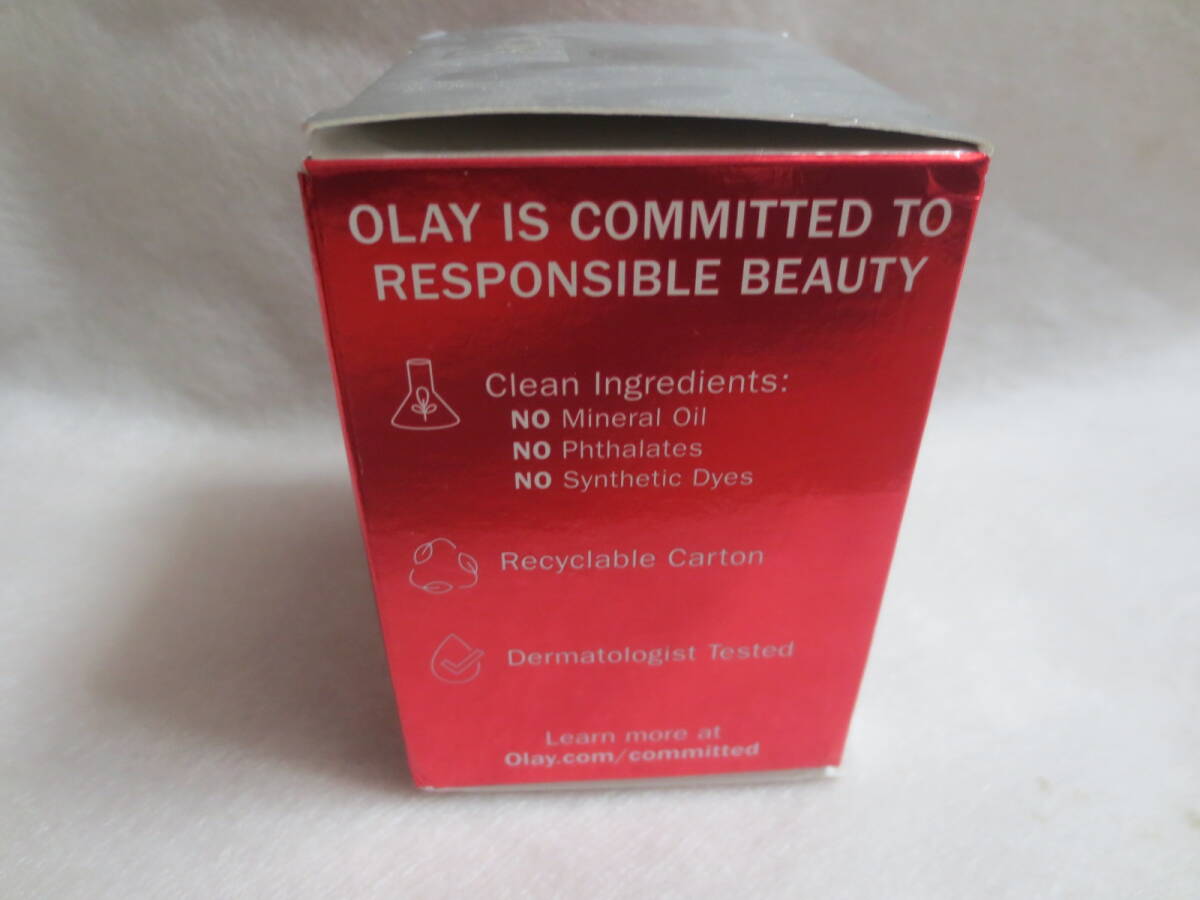 OLAY IS COMMITTED TO
RESPONSIBLE BEAUTY
Clean Ingredients:
NO Mineral Oil
NO Phthalates
NO Synthetic Dyes
Recyclable Carton
Dermatologist Tested
Learn more at
Olay.com/committed